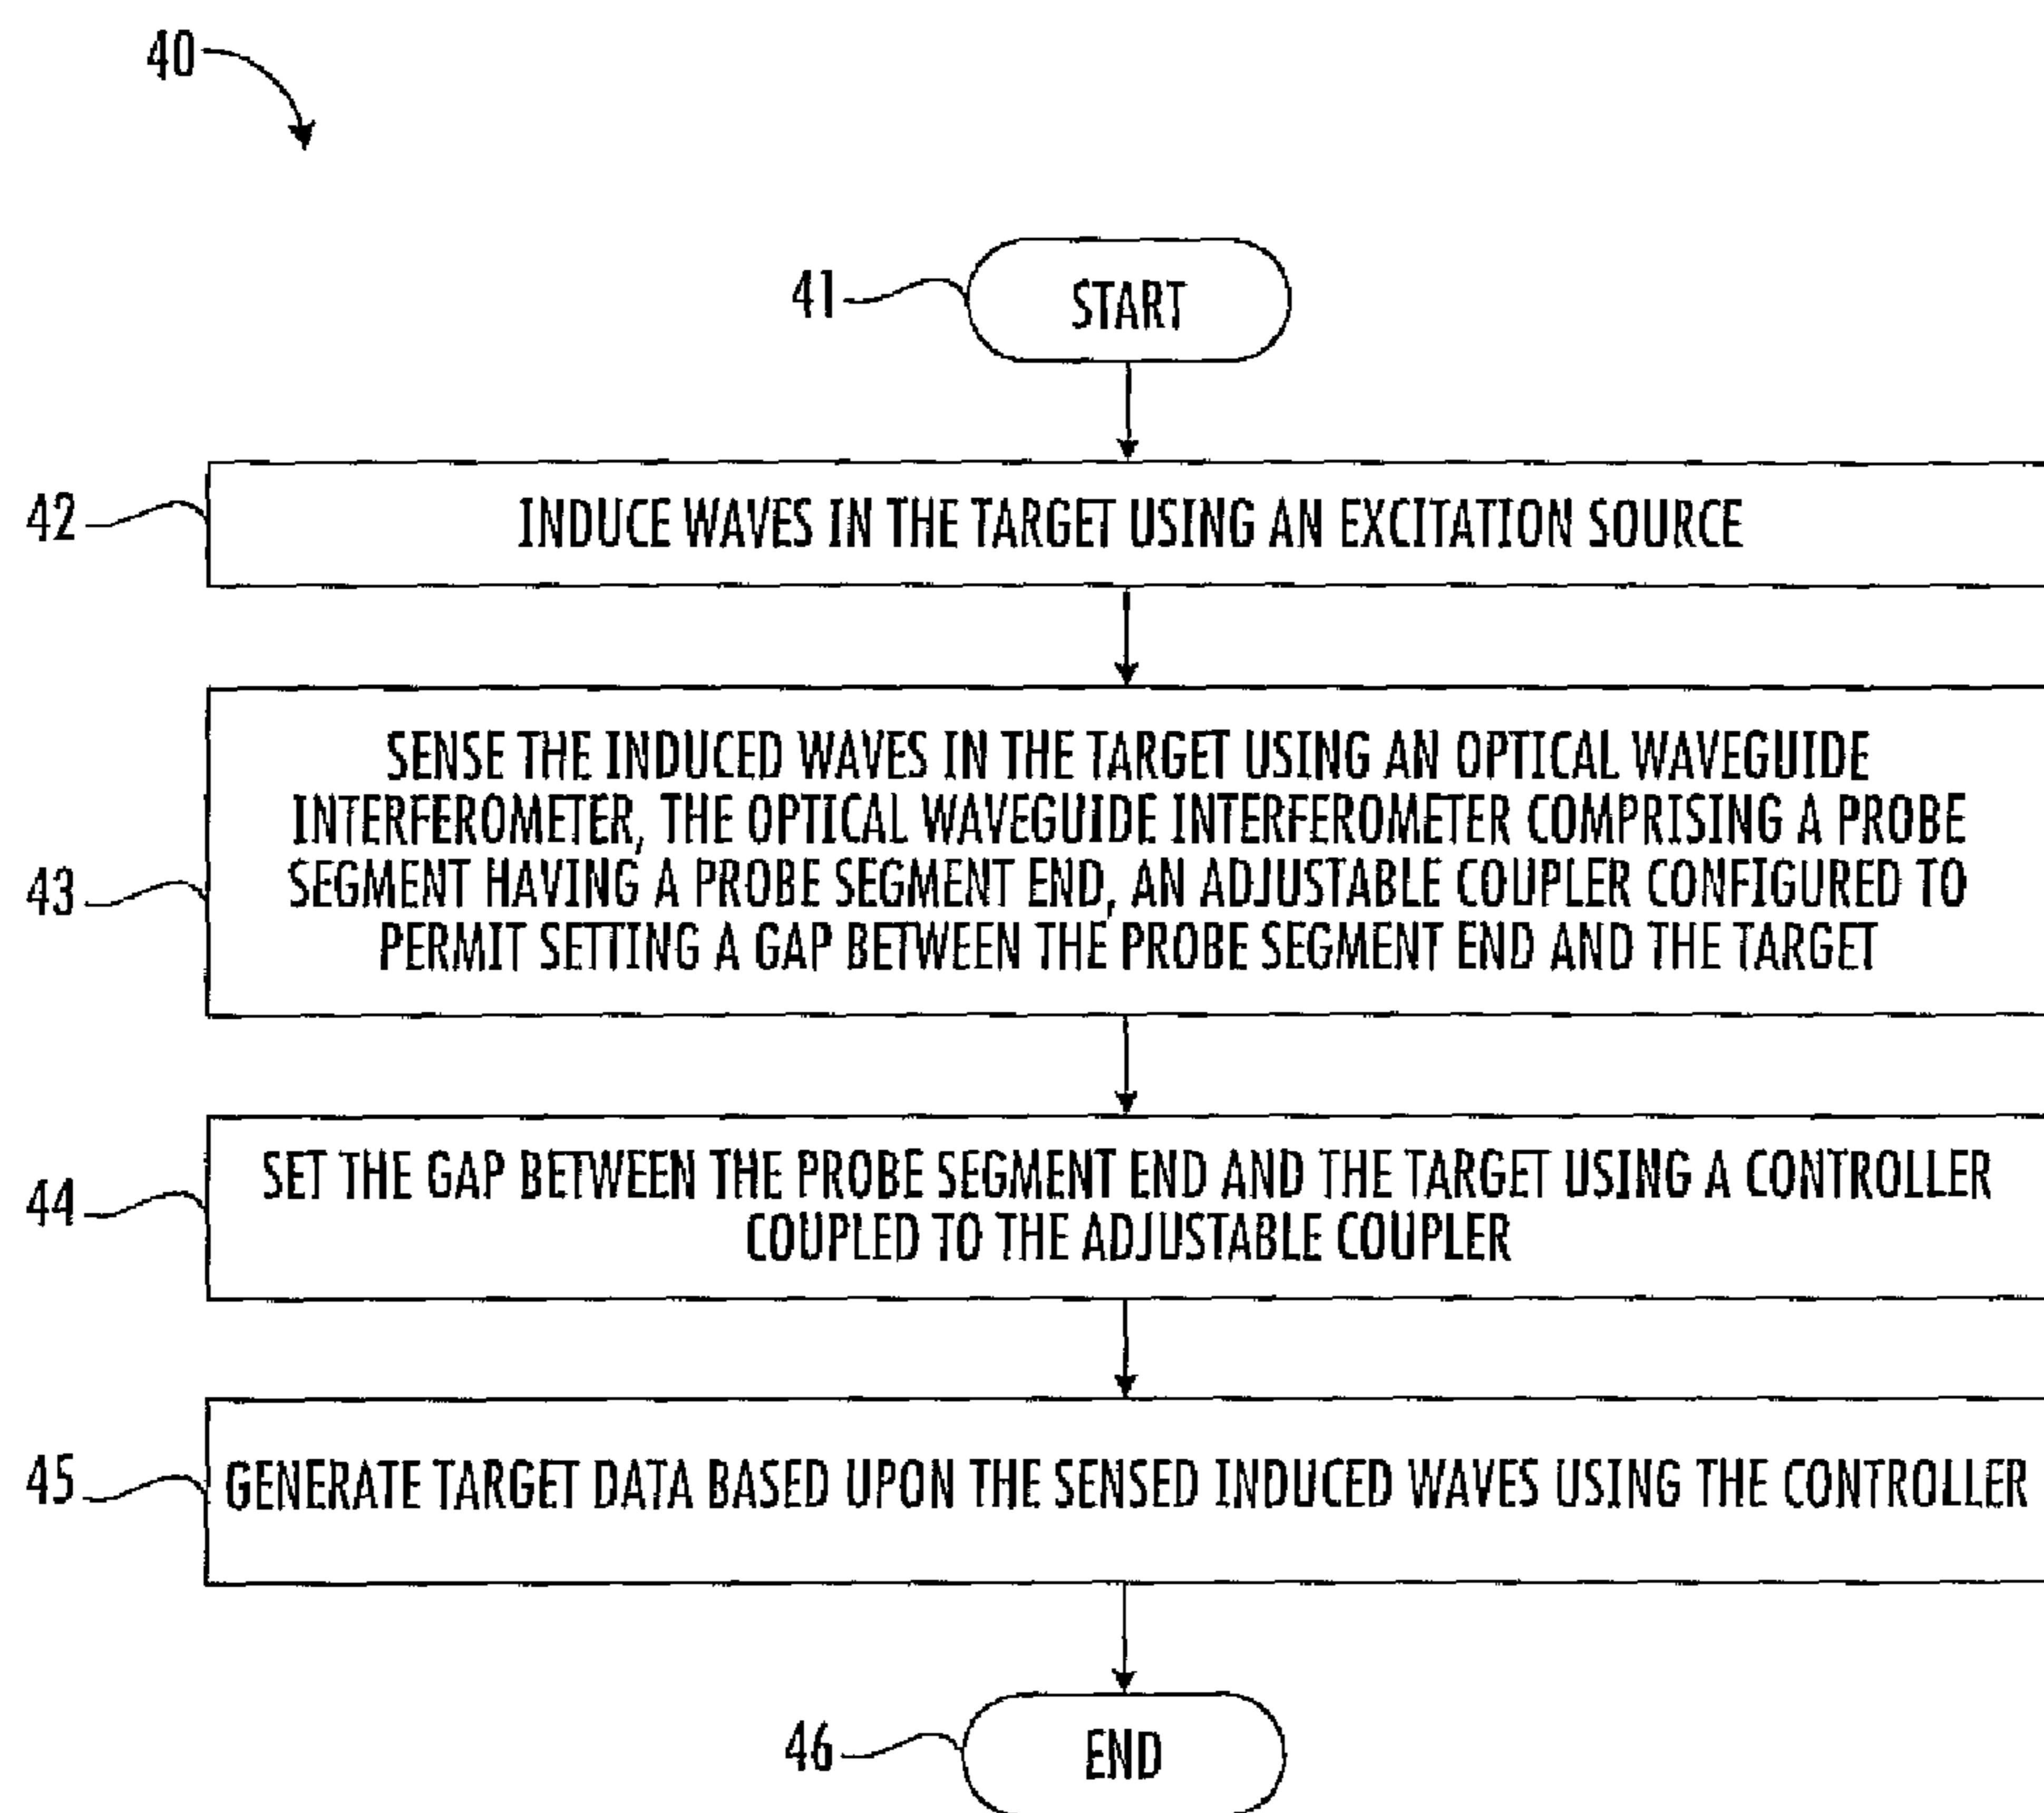 40
41
START
42
INDUCE WAVES IN THE TARGET USING AN EXCITATION SOURCE
43
SENSE THE INDUCED WAVES IN THE TARGET USING AN OPTICAL WAVEGUIDE
INTERFEROMETER, THE OPTICAL WAVEGUIDE INTERFEROMETER COMPRISING A PROBE
SEGMENT HAVING A PROBE SEGMENT END, AN ADJUSTABLE COUPLER CONFIGURED TO
PERMIT SETTING A GAP BETWEEN THE PROBE SEGMENT END AND THE TARGET
44
SET THE GAP BETWEEN THE PROBE SEGMENT END AND THE TARGET USING A CONTROLLER
COUPLED TO THE ADJUSTABLE COUPLER
45
GENERATE TARGET DATA BASED UPON THE SENSED INDUCED WAVES USING THE CONTROLLER
46
END